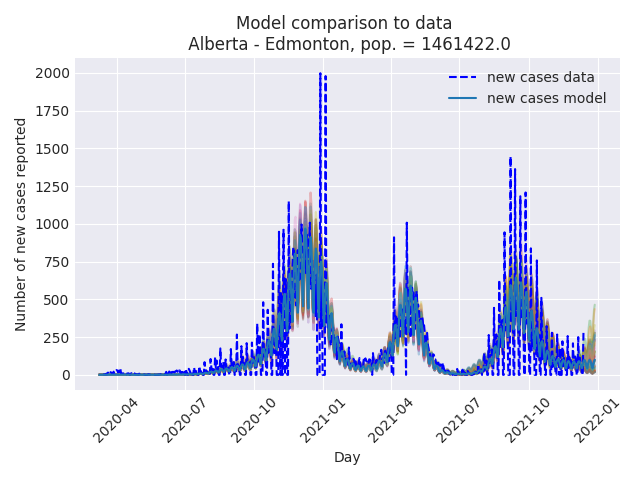 Model comparison to data
Alberta - Edmonton, pop. = 1461422.0
new cases data
new cases model
Number of new cases reported
2000
1750
1500
1250
1000
750
500
250
0
2020-04
2020-07
2020-10
2021-01
2021-04
2021-07
2021-10
2022-01
Day